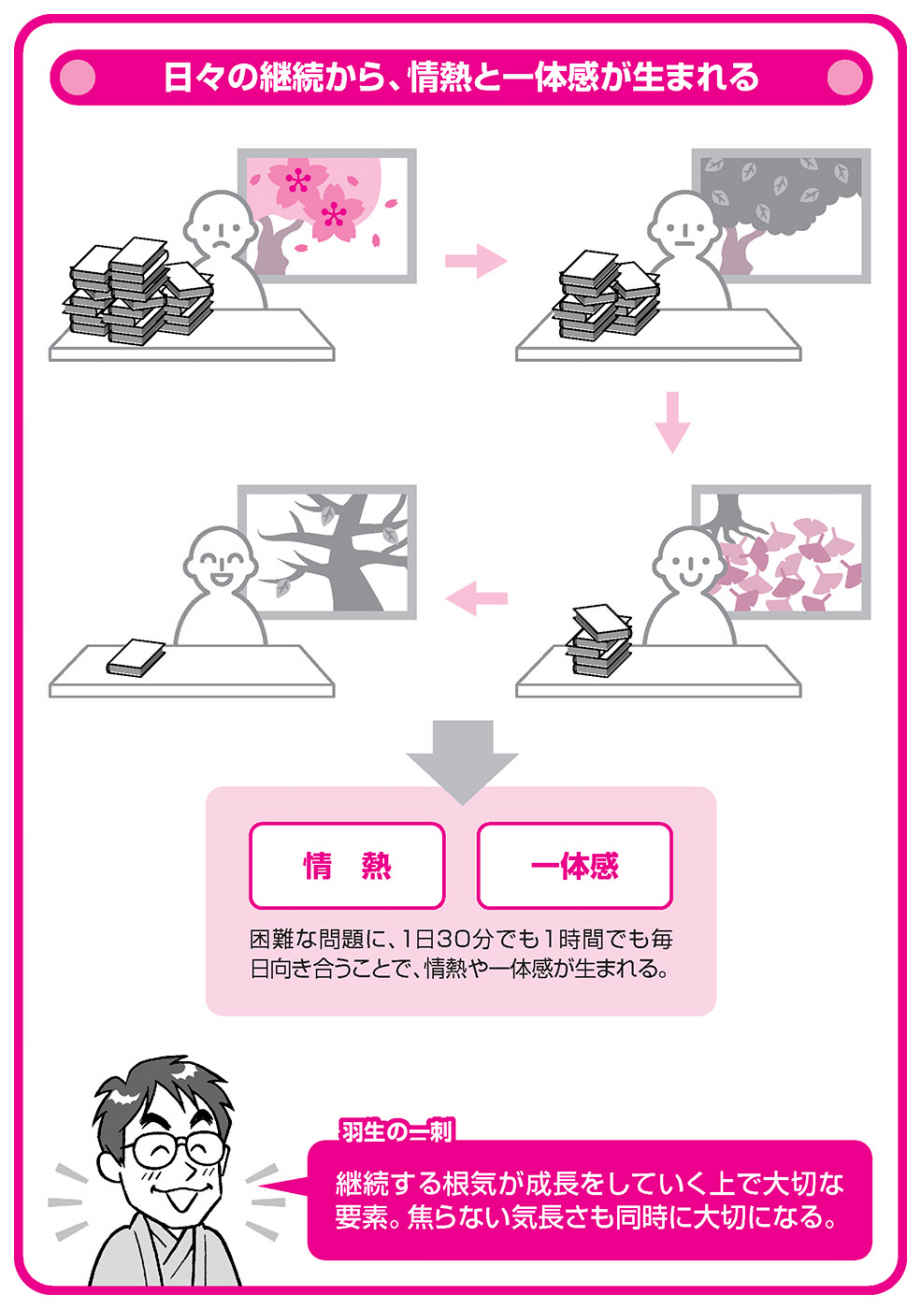 日々の継続から、情熱と一体感が生まれる
情 熱
一体感
困難な問題に、1日30分でも1時間でも毎
日向き合うことで、情熱や一体感が生まれる。
羽生の一刺
継続する根気が成長をしていく上で大切な
要素。焦らない気長さも同時に大切になる。